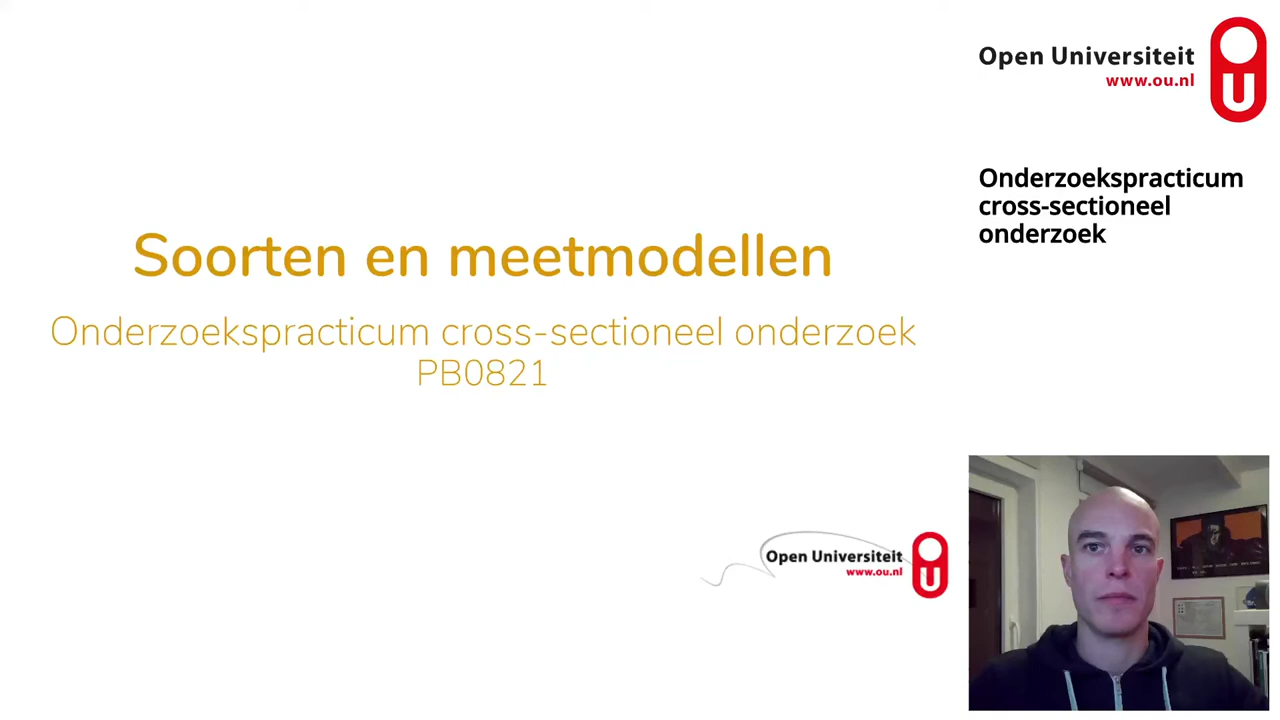 Open Universiteit
www.ou.nl
Onderzoekspracticum
cross-sectioneel
onderzoek
Soorten en meetmodellen
Onderzoekspracticum cross-sectioneel onderzoek
PB0821
Open Universiteit
www.ou.nl